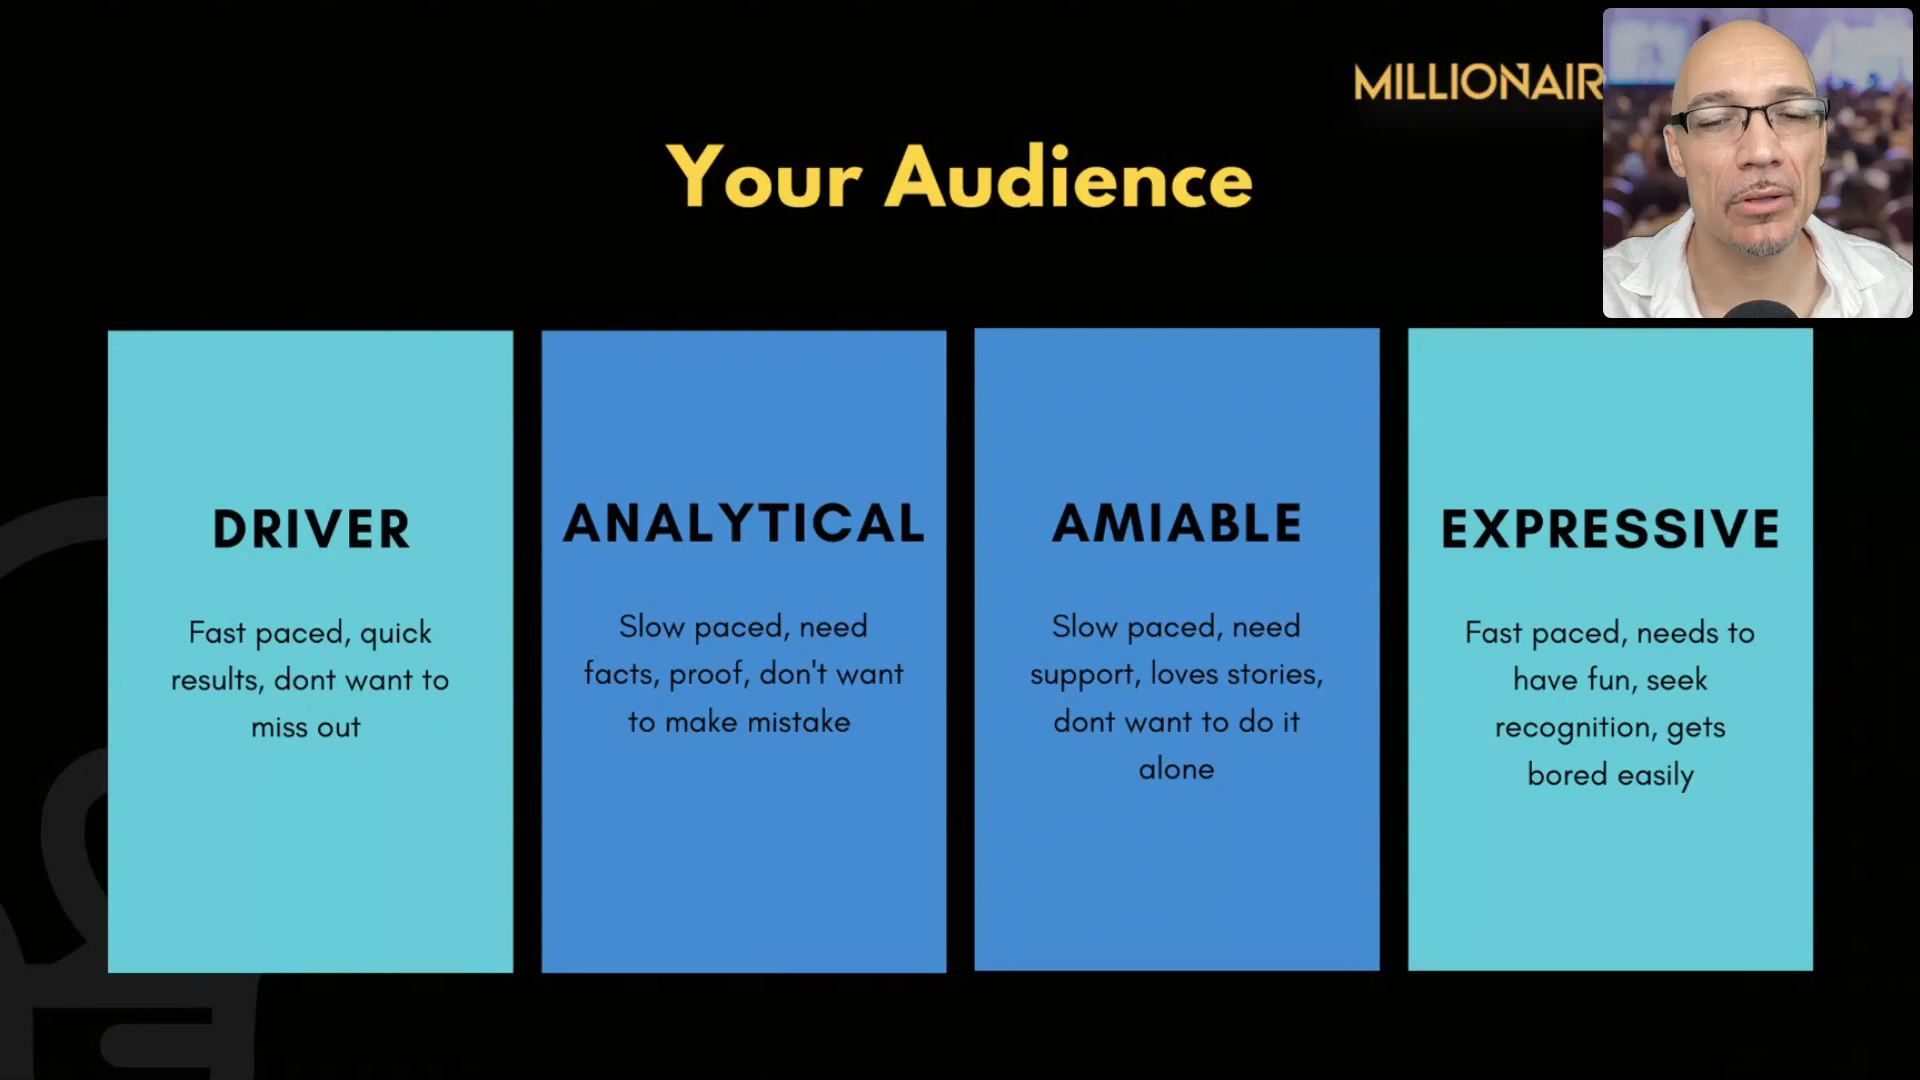 MILLIONAIR
Your Audience
DRIVER
Fast paced, quick
results, dont want to
miss out
ANALYTICAL
Slow paced, need
facts, proof, don't want
to make mistake
AMIABLE
Slow paced, need
support, loves stories,
dont want to do it
alone
EXPRESSIVE
Fast paced, needs to
have fun, seek
recognition, gets
bored easily